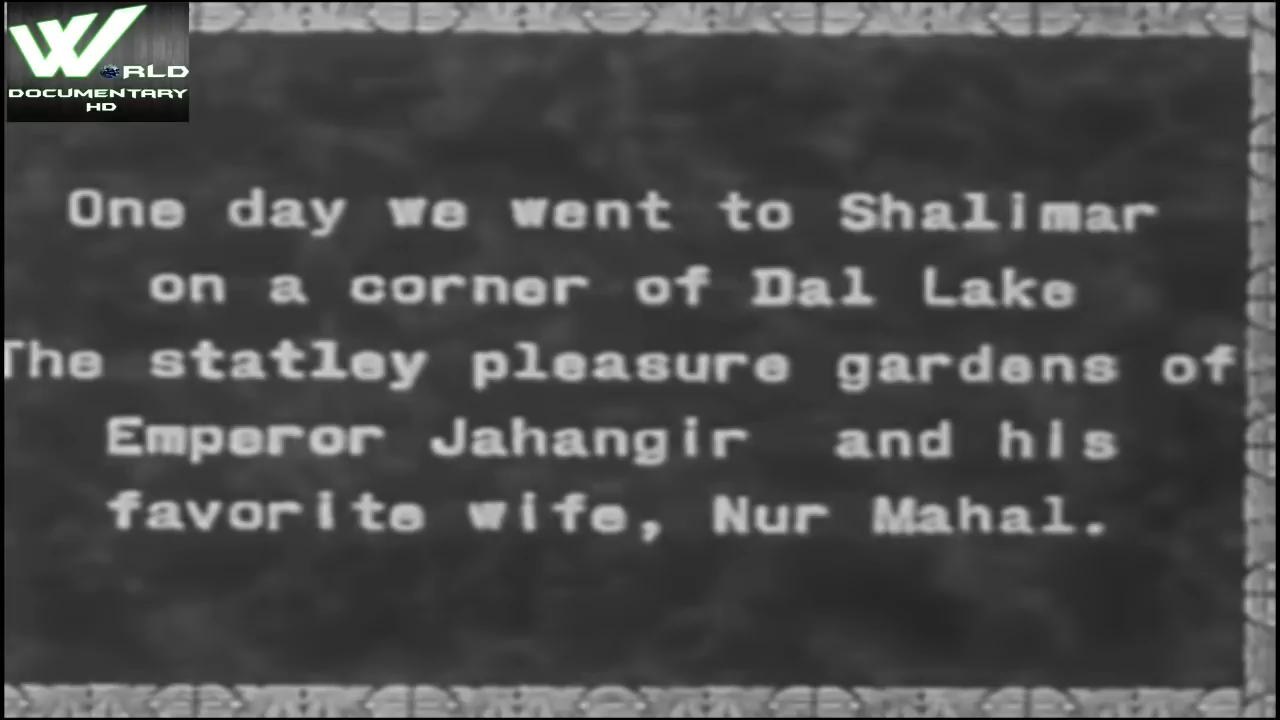 WORLD
DOCUMENTARY
HD
One day we went to Shalimar
on a corner of Dal Lake
The statley pleasure gardens of
Emperor Jahangir and his
favorite wife, Nur Mahal.